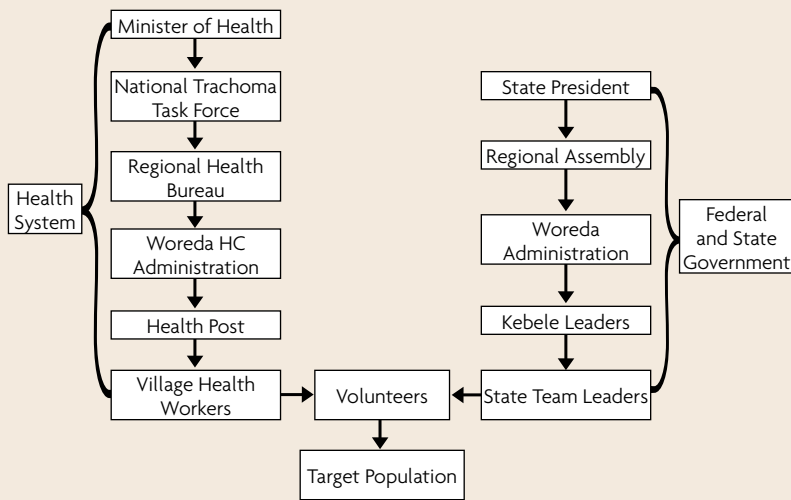 Minister of Health
National Trachoma
Task Force
Regional Health
Bureau
Woreda HC
Administration
Health Post
Village Health
Workers
Health
System
State President
Regional Assembly
Woreda
Administration
Kebele Leaders
State Team Leaders
Federal
and State
Government
Volunteers
Target Population